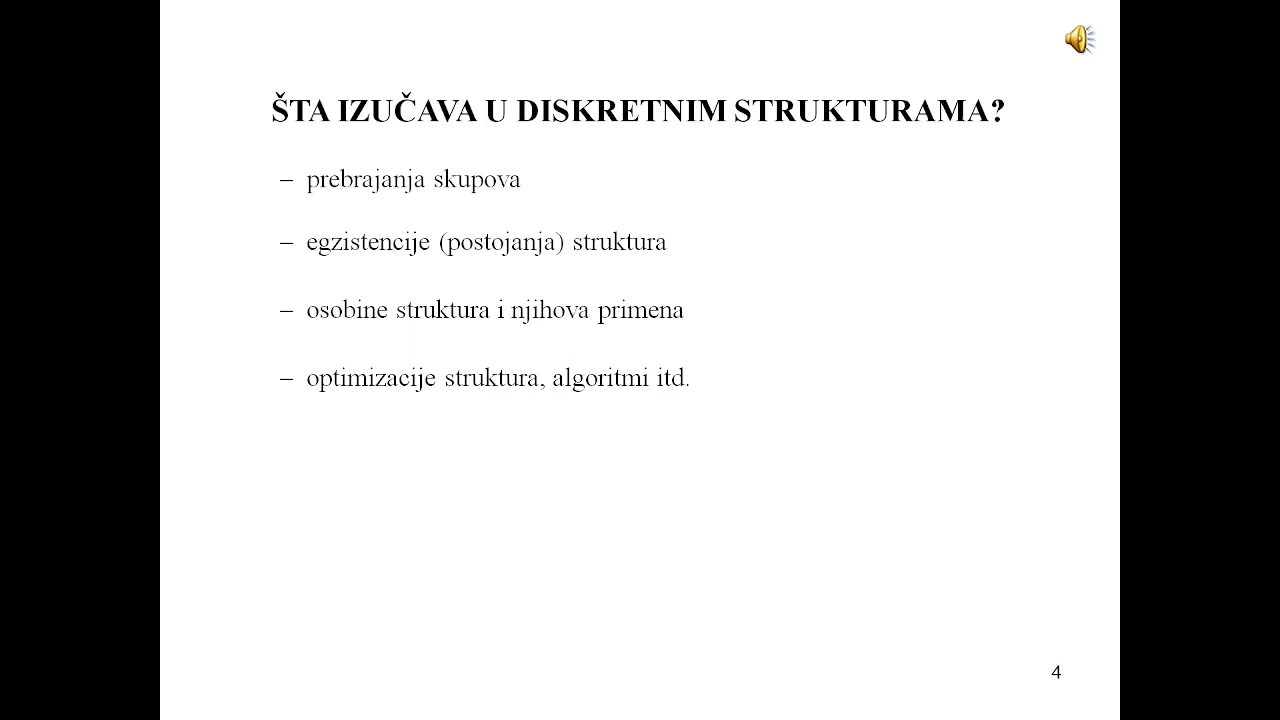 ŠTA IZUČAVA U DISKRETNIM STRUKTURAMA?
– prebrajanja skupova
– egzistencije (postojanja) struktura
– osobine struktura i njihova primena
– optimizacije struktura, algoritmi itd.
4